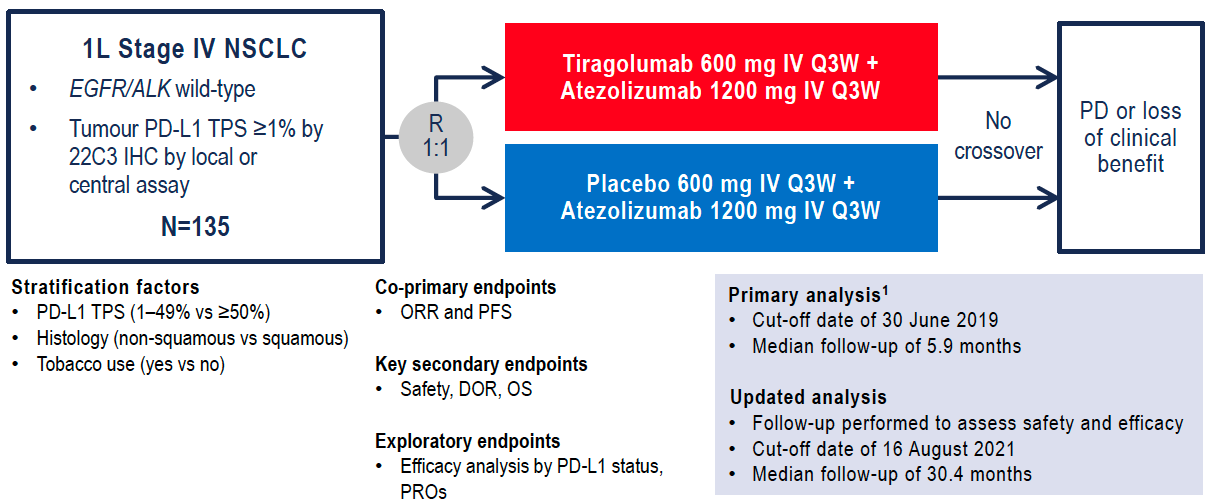 1L Stage IV NSCLC
• EGFR/ALK wild-type
• Tumour PD-L1 TPS ≥1% by
22C3 IHC by local or
central assay
N=135
R
1:1
Tiragolumab 600 mg IV Q3W +
Atezolizumab 1200 mg IV Q3W
Placebo 600 mg IV Q3W +
Atezolizumab 1200 mg IV Q3W
No
crossover
PD or loss
of clinical
benefit
Stratification factors
• PD-L1 TPS (1–49% vs ≥50%)
• Histology (non-squamous vs squamous)
• Tobacco use (yes vs no)
Co-primary endpoints
• ORR and PFS
Key secondary endpoints
• Safety, DOR, OS
Exploratory endpoints
• Efficacy analysis by PD-L1 status,
PROs
Primary analysis¹
• Cut-off date of 30 June 2019
• Median follow-up of 5.9 months
Updated analysis
• Follow-up performed to assess safety and efficacy
• Cut-off date of 16 August 2021
• Median follow-up of 30.4 months